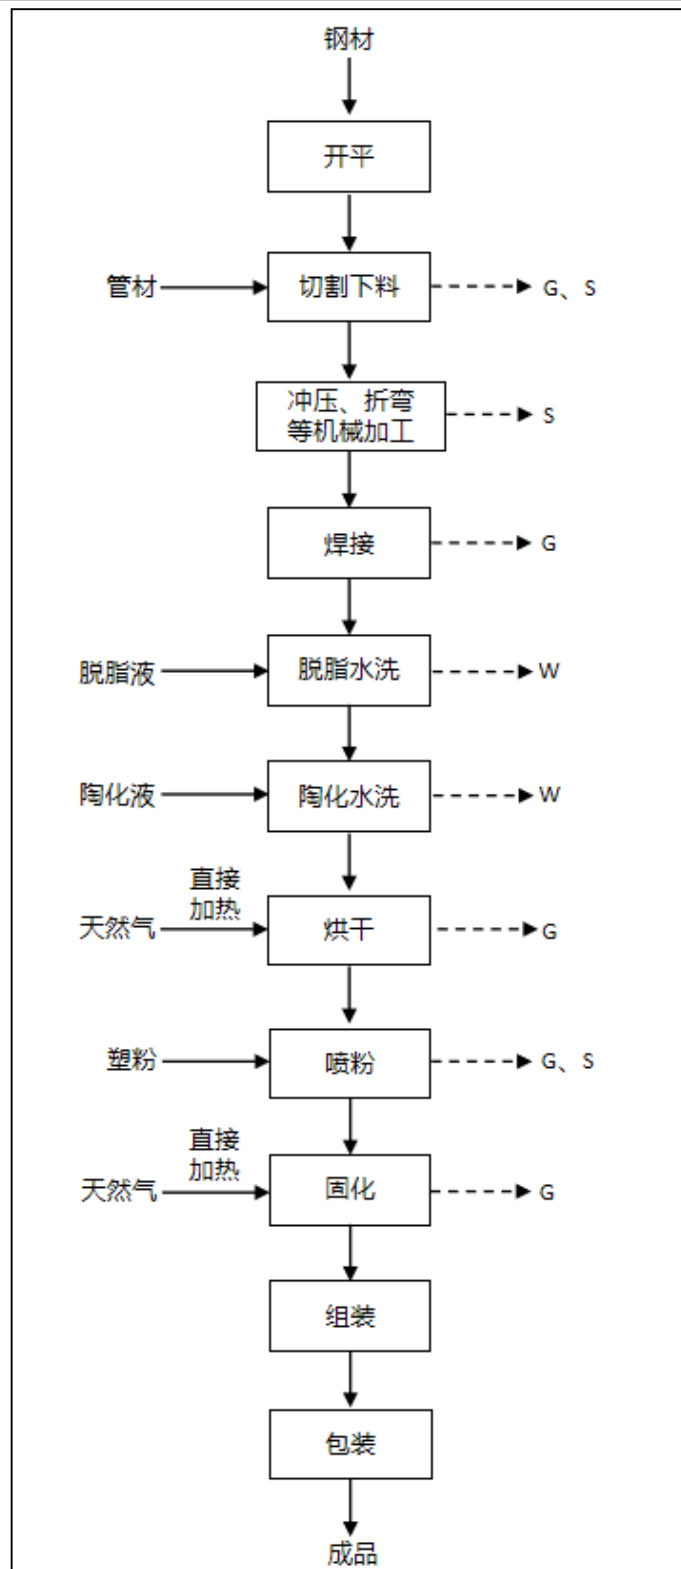 钢材
开平
管材
切割下料
G、S
冲压、折弯
等机械加工
S
焊接
G
脱脂液
脱脂水洗
W
陶化液
陶化水洗
W
直接
加热
天然气
烘干
G
塑粉
喷粉
G、S
直接
加热
天然气
固化
G
组装
包装
成品